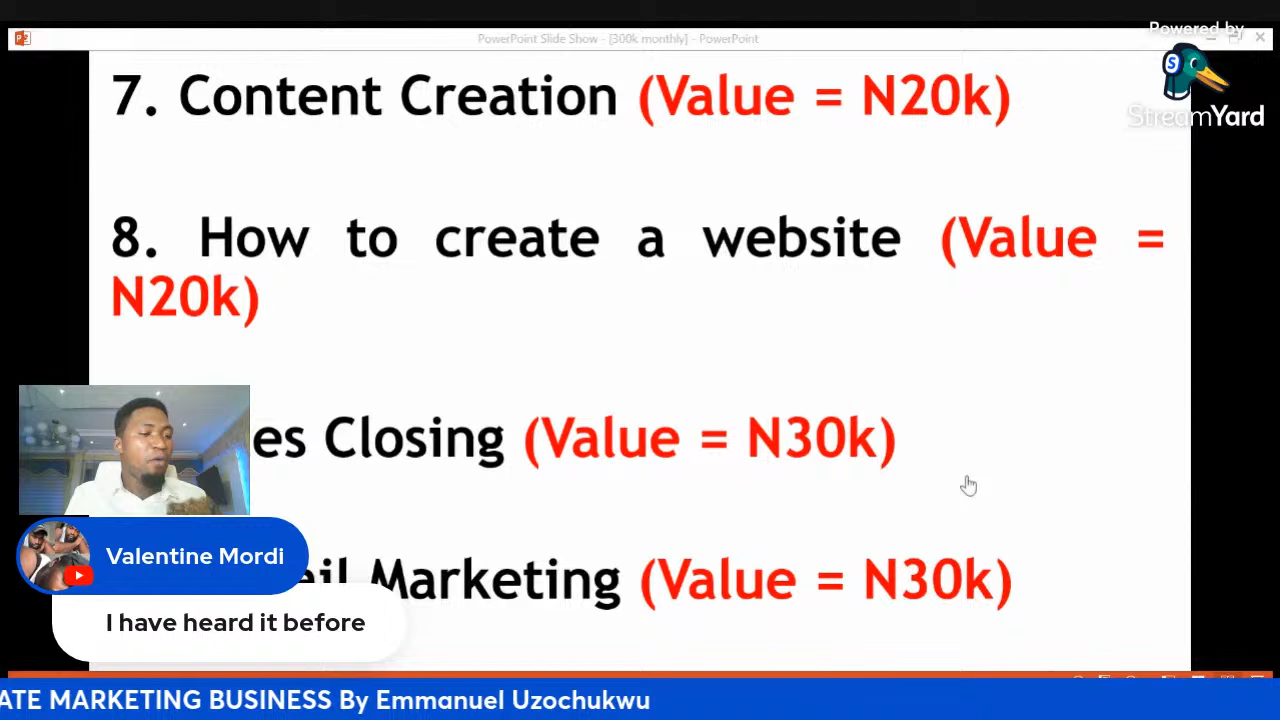 Powered by
StreamYard
PowerPoint Slide Show - [300k monthly] - PowerPoint
7. Content Creation (Value = N20k)
8. How to create a website (Value =
N20k)
es Closing (Value = N30k)
Marketing (Value = N30k)
Valentine Mordi
I have heard it before
ATE MARKETING BUSINESS By Emmanuel Uzochukwu